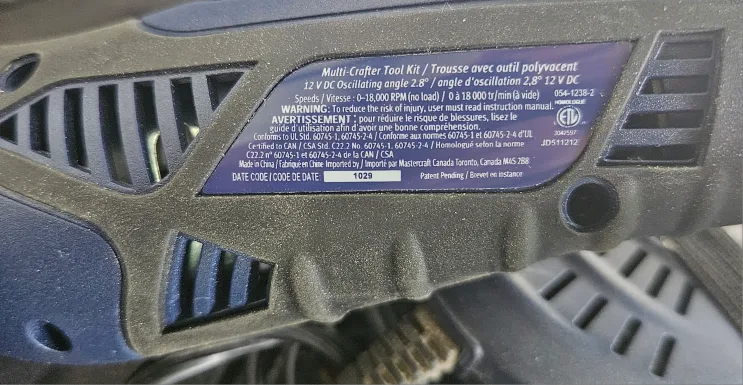 Multi-Crafter Tool Kit / Trousse avec outil polyvacent
12 V DC Oscillating angle 2.8° / angle d'oscillation 2,8° 12 V DC
Speeds / Vitesse : 0–18,000 RPM (no load) / 0 à 18 000 tr/min (à vide)
WARNING: To reduce the risk of injury, user must read instruction manual.
AVERTISSEMENT : pour réduire le risque de blessures, lisez le
guide d'utilisation afin d'avoir une bonne compréhension.
Conforms to UL Std. 60745-1, 60745-2-4 / Conforme aux normes 60745-1 et 60745-2-4 d'UL
Certified to CAN / CSA Std. C22.2 No. 60745-1, 60745-2-4 / Homologué selon la norme
C22.2 n° 60745-1 et 60745-2-4 de la CAN / CSA
Made in China / Fabriqué en Chine Imported by / Importé par Mastercraft Canada Toronto, Canada M4S 2B8
DATE CODE / CODE DE DATE 1029 Patent Pending / Brevet en instance
054-1238-2
HOMOLOGUÉ
ETL
3042597
JD511212